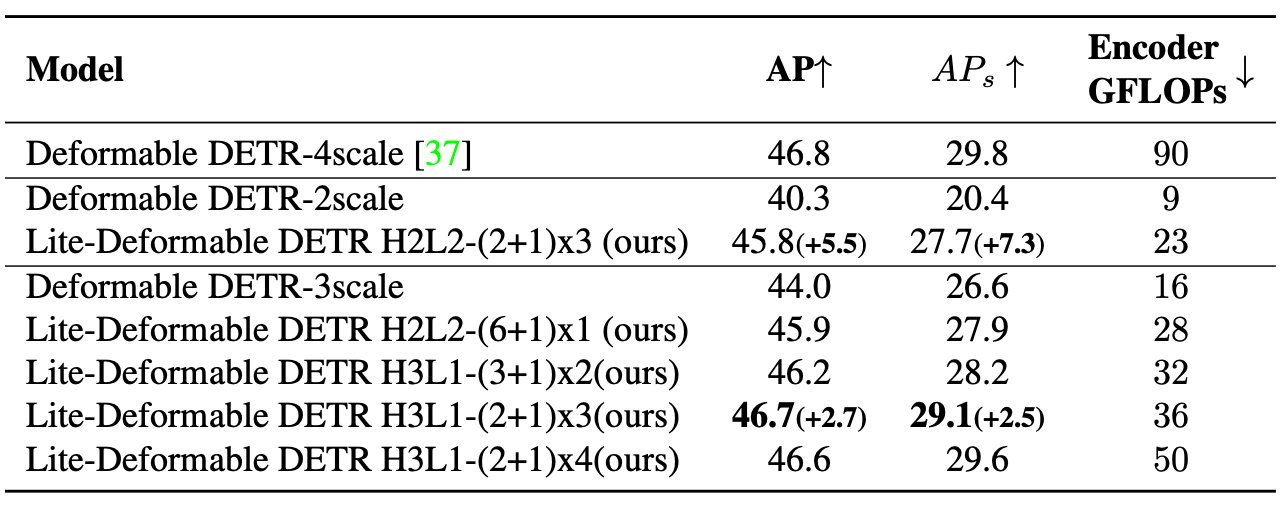 Model AP↑ APs ↑ Encoder GFLOPs ↓
Deformable DETR-4scale [37] 46.8 29.8 90
Deformable DETR-2scale 40.3 20.4 9
Lite-Deformable DETR H2L2-(2+1)x3 (ours) 45.8(+5.5) 27.7(+7.3) 23
Deformable DETR-3scale 44.0 26.6 16
Lite-Deformable DETR H2L2-(6+1)x1 (ours) 45.9 27.9 28
Lite-Deformable DETR H3L1-(3+1)x2(ours) 46.2 28.2 32
Lite-Deformable DETR H3L1-(2+1)x3(ours) 46.7(+2.7) 29.1(+2.5) 36
Lite-Deformable DETR H3L1-(2+1)x4(ours) 46.6 29.6 50